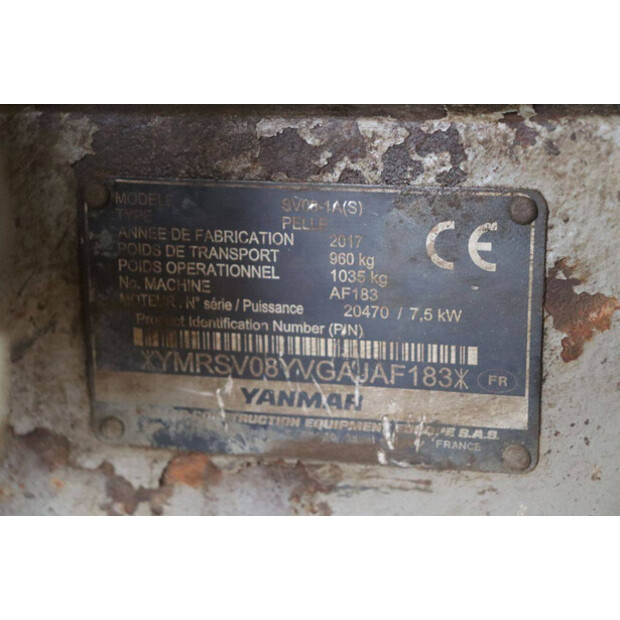 MODELE SV08-1A(S)
TYPE PELLE
ANNEE DE FABRICATION 2017
POIDS DE TRANSPORT 960 kg
POIDS OPERATIONNEL 1035 kg
No. MACHINE AF183
MOTEUR . N° série / Puissance 20470 / 7,5 kW
Product Identification Number (PIN)
YMRSV08YVGAJAF183
FR
YANMAR
CONSTRUCTION EQUIPMENT EUROPE S.A.S.
FRANCE
CE